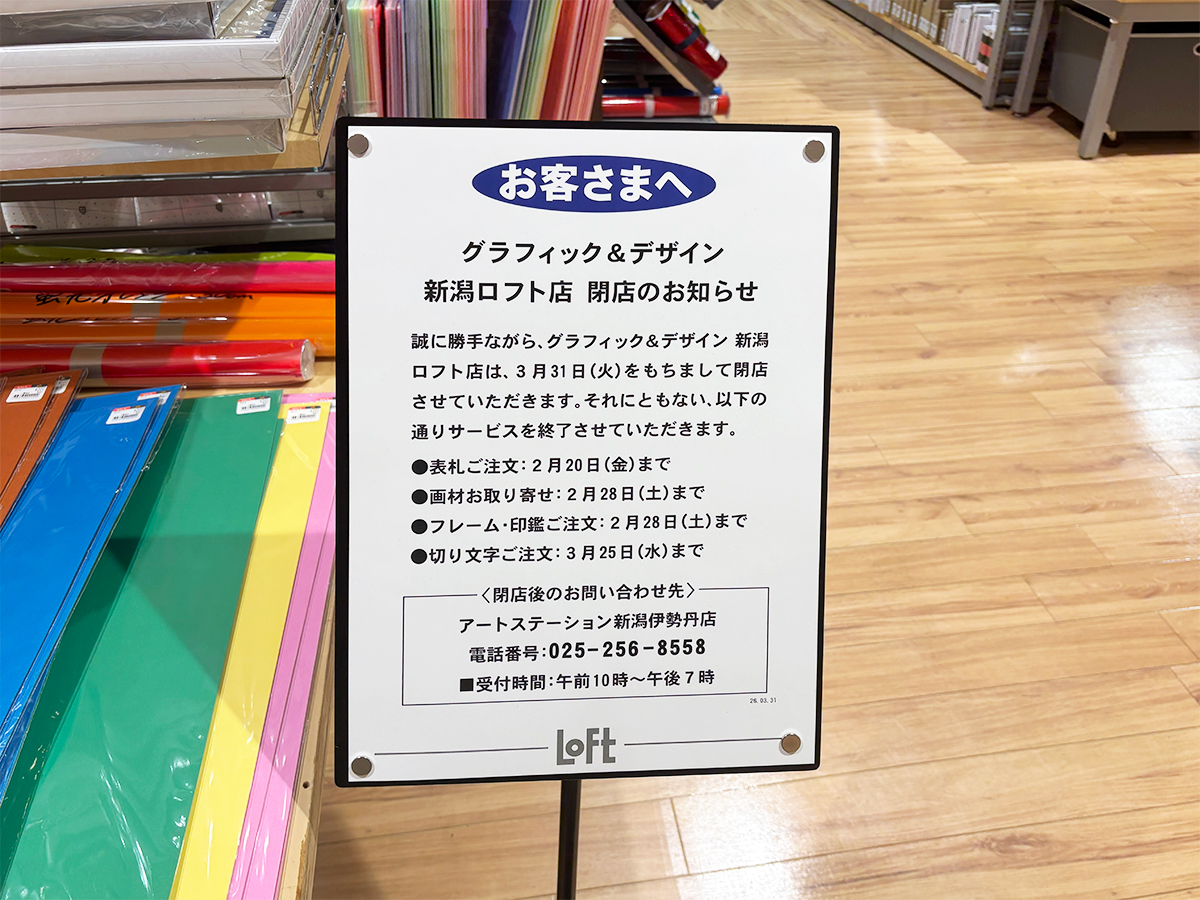 お客さまへ
グラフィック&デザイン
新潟ロフト店 閉店のお知らせ
誠に勝手ながら、グラフィック&デザイン 新潟
ロフト店は、3月31日(火)をもちまして閉店
させていただきます。それにともない、以下の
通りサービスを終了させていただきます。
●表札ご注文:2月20日(金)まで
●画材お取り寄せ:2月28日(土)まで
●フレーム・印鑑ご注文:2月28日(土)まで
●切り文字ご注文:3月25日(水)まで
〈閉店後のお問い合わせ先〉
アートステーション新潟伊勢丹店
電話番号:025-256-8558
■受付時間:午前10時〜午後7時
26.03.31
LoFt